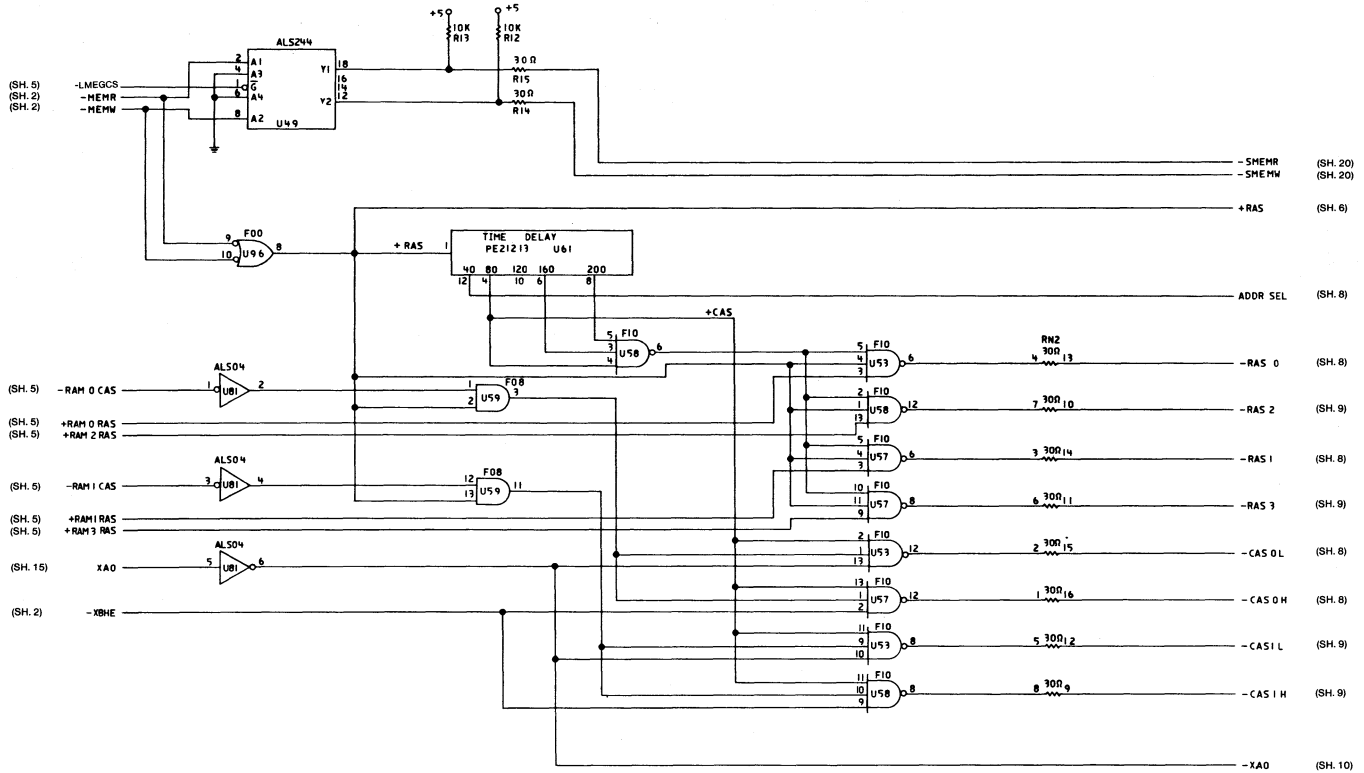 +5 +5
10K 10K
R13 R12
ALS244
2 A1 Y1 18 30Ω
4 A3 16 R15
(SH. 5) -LMEGCS 1 G 14
(SH. 2) -MEMR 6 A4 Y2 12 30Ω
(SH. 2) -MEMW 8 A2 R14
U49
-SMEMR (SH. 20)
-SMEMW (SH. 20)
+RAS (SH. 6)
F00
9 8
10 U96
+ RAS 1
TIME DELAY
PE21213 U61
40 80 120 160 200
12 4 10 6 8
ADDR SEL (SH. 8)
+CAS
F10
5 6
3 U58
4
F10 RN2
5 6 4 30Ω 13 -RAS 0 (SH. 8)
4 U53
3
ALS04
(SH. 5) -RAM 0 CAS 1 U81 2
F08
1 3
2 U59
F10
2 12 7 30Ω 10 -RAS 2 (SH. 9)
1 U58
13
(SH. 5) +RAM 0 RAS
(SH. 5) +RAM 2 RAS
F10
5 6 3 30Ω 14 -RAS 1 (SH. 8)
4 U57
3
ALS04
(SH. 5) -RAM1 CAS 3 U81 4
F08
12 11
13 U59
F10
10 8 6 30Ω 11 -RAS 3 (SH. 9)
11 U57
9
(SH. 5) +RAM1RAS
(SH. 5) +RAM3 RAS
ALS04
(SH. 15) XA0 5 U81 6
F10
2 12 2 30Ω 15 -CAS 0L (SH. 8)
1 U53
13
(SH. 2) -XBHE
F10
13 12 1 30Ω 16 -CAS 0H (SH. 8)
1 U57
2
F10
11 8 5 30Ω 12 -CAS1L (SH. 9)
9 U53
10
F10
11 8 8 30Ω 9 -CAS 1H (SH. 9)
10 U58
9
-XA0 (SH. 10)